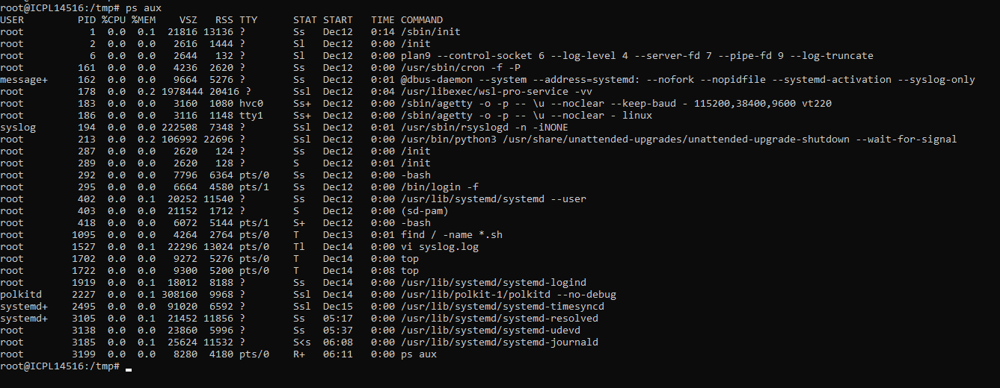 root@ICPL14516:/tmp# ps aux
USER         PID %CPU %MEM    VSZ   RSS TTY      STAT START   TIME COMMAND
root           1  0.0  0.1  21816 13136 ?        Ss   Dec12   0:14 /sbin/init
root           2  0.0  0.0   2616  1444 ?        Sl   Dec12   0:00 /init
root           6  0.0  0.0   2644   132 ?        Sl   Dec12   0:00 plan9 --control-socket 6 --log-level 4 --server-fd 7 --pipe-fd 9 --log-truncate
root         161  0.0  0.0   4236  2620 ?        Ss   Dec12   0:00 /usr/sbin/cron -f -P
message+     162  0.0  0.0   9664  5276 ?        Ss   Dec12   0:01 @dbus-daemon --system --address=systemd: --nofork --nopidfile --systemd-activation --syslog-only
root         178  0.0  0.2 1978444 20416 ?       Ssl  Dec12   0:04 /usr/libexec/wsl-pro-service -vv
root         183  0.0  0.0   3160  1080 hvc0     Ss+  Dec12   0:00 /sbin/agetty -o -p -- \u --noclear --keep-baud - 115200,38400,9600 vt220
root         186  0.0  0.0   3116  1148 tty1     Ss+  Dec12   0:00 /sbin/agetty -o -p -- \u --noclear - linux
syslog       194  0.0  0.0 222508  7348 ?        Ssl  Dec12   0:01 /usr/sbin/rsyslogd -n -iNONE
root         213  0.0  0.2 106992 22696 ?        Ssl  Dec12   0:00 /usr/bin/python3 /usr/share/unattended-upgrades/unattended-upgrade-shutdown --wait-for-signal
root         287  0.0  0.0   2620   124 ?        Ss   Dec12   0:00 /init
root         289  0.0  0.0   2620   128 ?        S    Dec12   0:01 /init
root         292  0.0  0.0   7796  6364 pts/0    Ss   Dec12   0:00 -bash
root         295  0.0  0.0   6664  4580 pts/1    Ss   Dec12   0:00 /bin/login -f
root         402  0.0  0.1  20252 11540 ?        Ss   Dec12   0:00 /usr/lib/systemd/systemd --user
root         403  0.0  0.0  21152  1712 ?        S    Dec12   0:00 (sd-pam)
root         418  0.0  0.0   6072  5144 pts/1    S+   Dec12   0:00 -bash
root        1095  0.0  0.0   4264  2764 pts/0    T    Dec13   0:01 find / -name *.sh
root        1527  0.0  0.1  22296 13024 pts/0    Tl   Dec14   0:00 vi syslog.log
root        1702  0.0  0.0   9272  5276 pts/0    T    Dec14   0:00 top
root        1722  0.0  0.0   9300  5200 pts/0    T    Dec14   0:08 top
root        1919  0.0  0.1  18012  8188 ?        Ss   Dec14   0:00 /usr/lib/systemd/systemd-logind
polkitd     2227  0.0  0.1 308160  9968 ?        Ssl  Dec14   0:00 /usr/lib/polkit-1/polkitd --no-debug
systemd+    2495  0.0  0.0  91020  6592 ?        Ssl  Dec15   0:00 /usr/lib/systemd/systemd-timesyncd
systemd+    3105  0.0  0.1  21452 11856 ?        Ss   05:17   0:00 /usr/lib/systemd/systemd-resolved
root        3138  0.0  0.0  23860  5996 ?        Ss   05:37   0:00 /usr/lib/systemd/systemd-udevd
root        3185  0.0  0.1  25624 11532 ?        S<s  06:08   0:00 /usr/lib/systemd/systemd-journald
root        3199  0.0  0.0   8280  4180 pts/0    R+   06:11   0:00 ps aux
root@ICPL14516:/tmp#